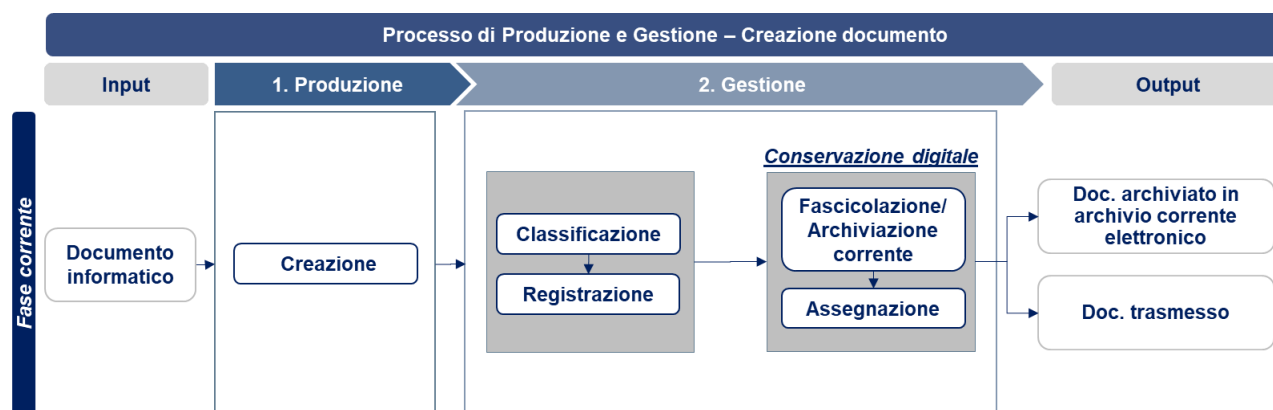 Processo di Produzione e Gestione – Creazione documento
Input
1. Produzione
2. Gestione
Output
Fase corrente
Documento
informatico
Creazione
Classificazione
Registrazione
Conservazione digitale
Fascicolazione/
Archiviazione
corrente
Assegnazione
Doc. archiviato in
archivio corrente
elettronico
Doc. trasmesso